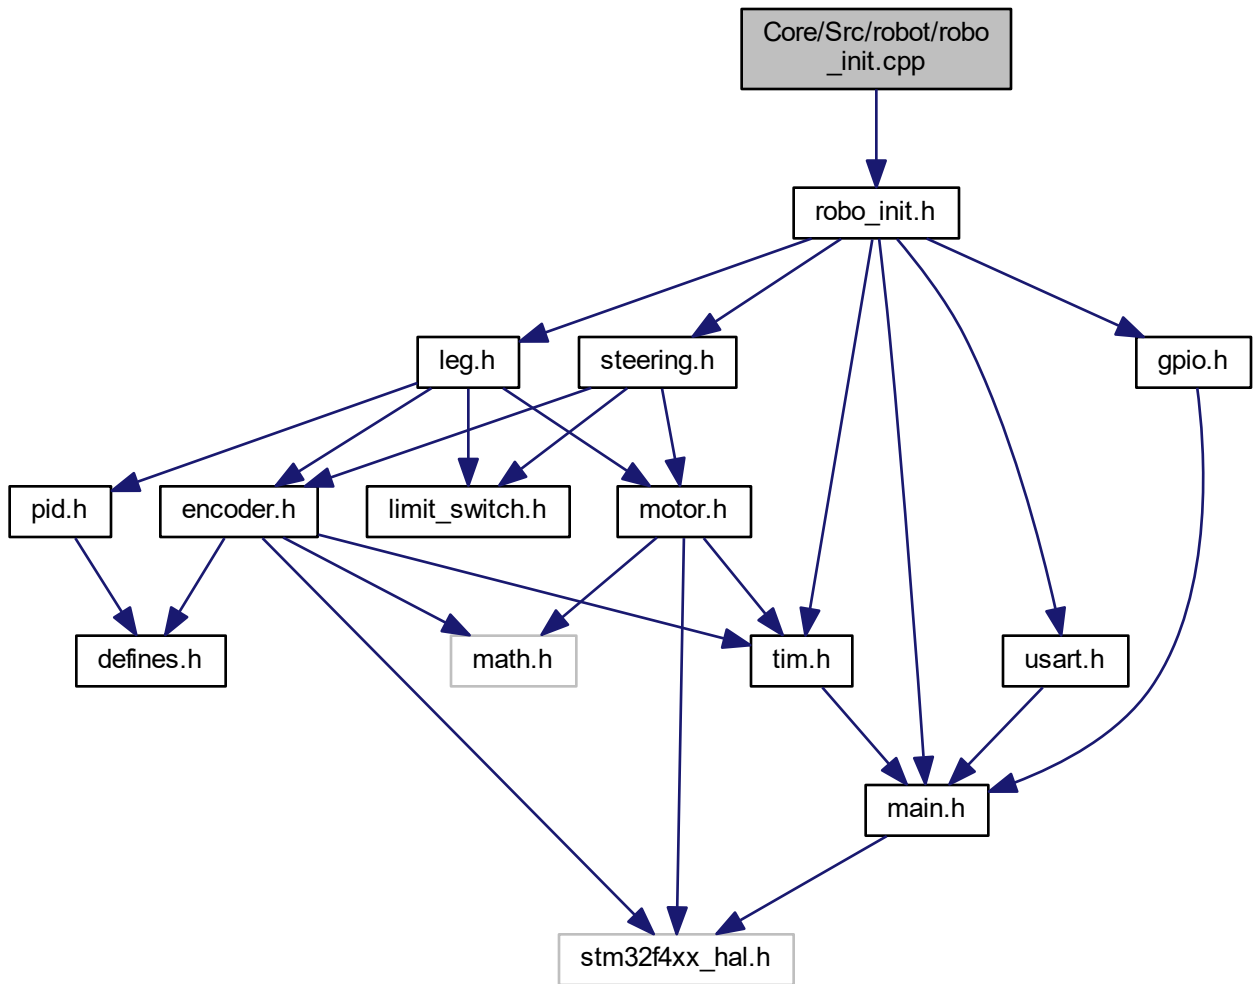 Core/Src/robot/robo
_init.cpp
robo_init.h
leg.h
steering.h
gpio.h
pid.h
encoder.h
limit_switch.h
motor.h
defines.h
math.h
tim.h
usart.h
main.h
stm32f4xx_hal.h